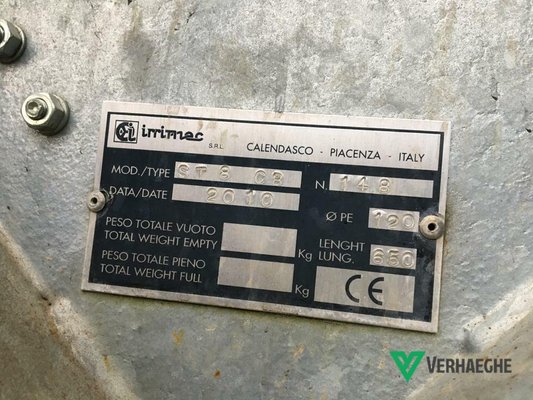 irrimec S.R.L. CALENDASCO - PIACENZA - ITALY
MOD./TYPE ST 8 CB N. 148
DATA/DATE 2010 Ø PE 120
PESO TOTALE VUOTO
TOTAL WEIGHT EMPTY Kg
LENGHT
LUNG. 650
PESO TOTALE PIENO
TOTAL WEIGHT FULL Kg
CE
VERHAEGHE